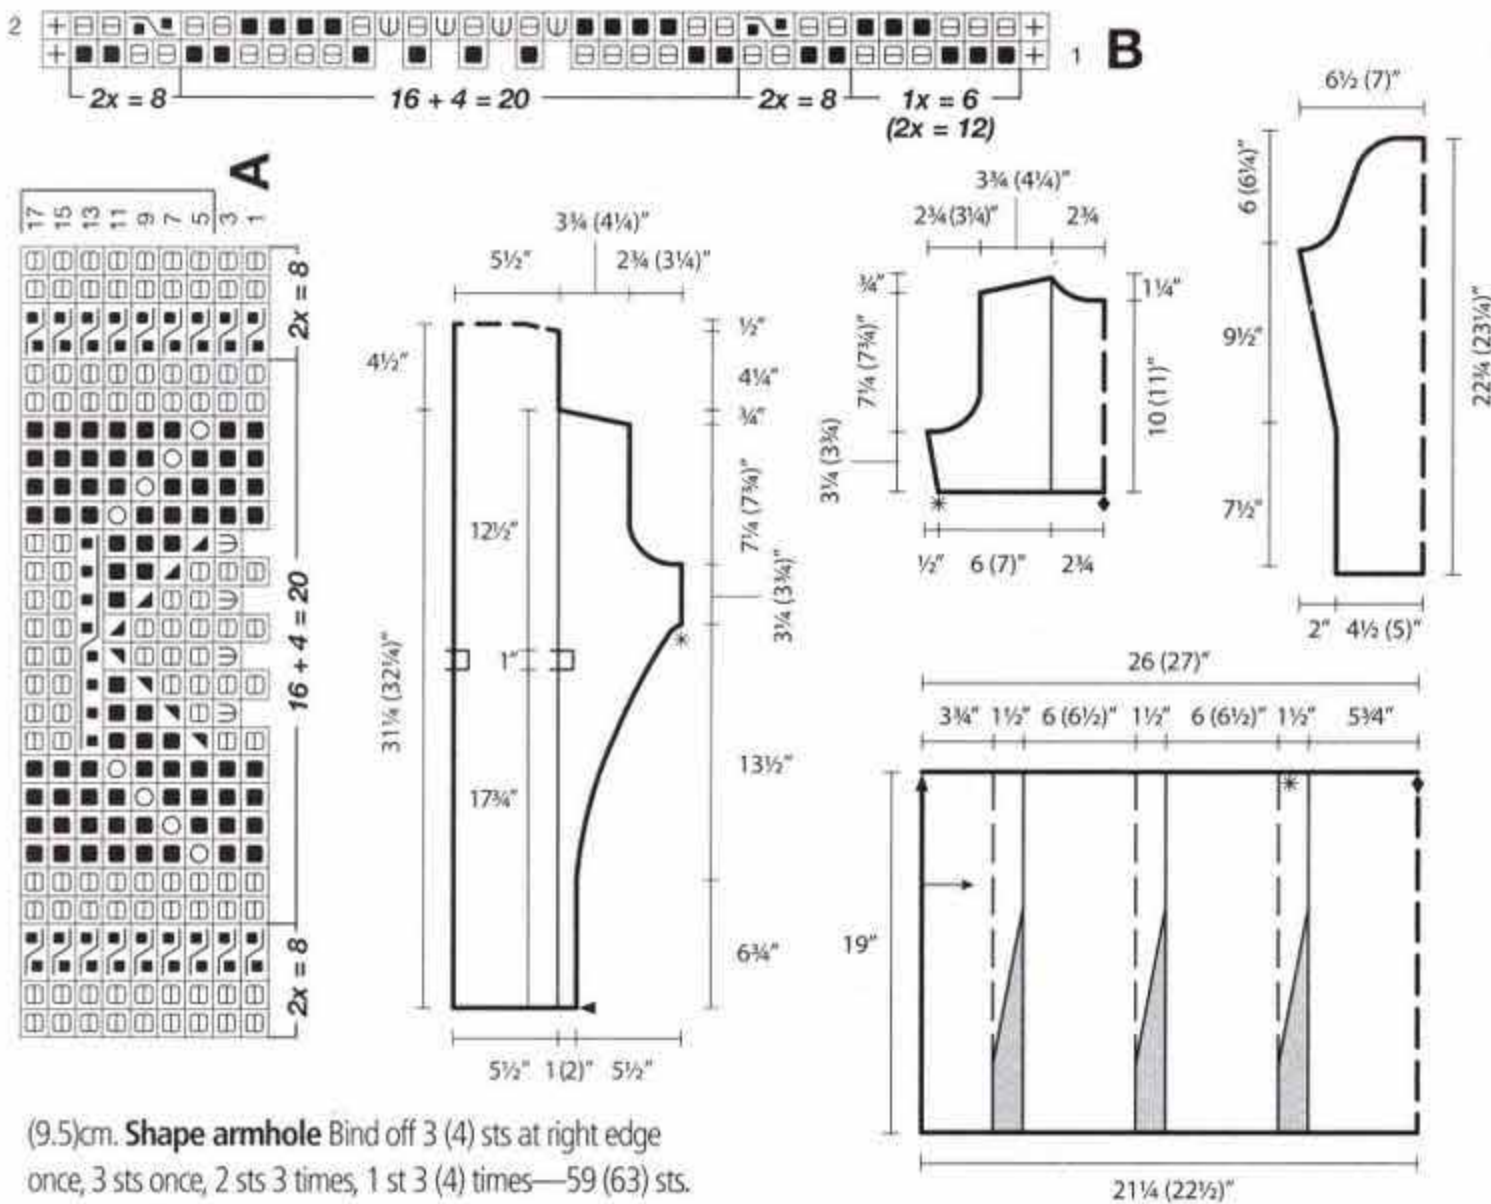 2
1 B
2x = 8 16 + 4 = 20 2x = 8 1x = 6
(2x = 12)
A
17 15 13 11 9 7 5 3 1
2x = 8
16 + 4 = 20
2x = 8
3¾ (4¼)"
5½" 2¾ (3¼)"
4½"
½"
4¼"
¾"
7¼ (7¾)"
12½"
3¼ (3¾)"
1"
31¼ (32¼)"
17¾"
13½"
6¾"
5½" 1 (2)" 5½"
3¾ (4¼)"
2¾ (3¼)" 2¾
¾"
1¼"
7¼ (7¾)"
10 (11)"
3¼ (3¾)
½" 6 (7)" 2¾
6½ (7)"
6 (6¼)"
9½"
22¾ (23¼)"
7½"
2" 4½ (5)"
26 (27)"
3¾" 1½" 6 (6½)" 1½" 6 (6½)" 1½" 5¾"
19"
21¼ (22½)"
(9.5)cm. Shape armhole Bind off 3 (4) sts at right edge
once, 3 sts once, 2 sts 3 times, 1 st 3 (4) times—59 (63) sts.